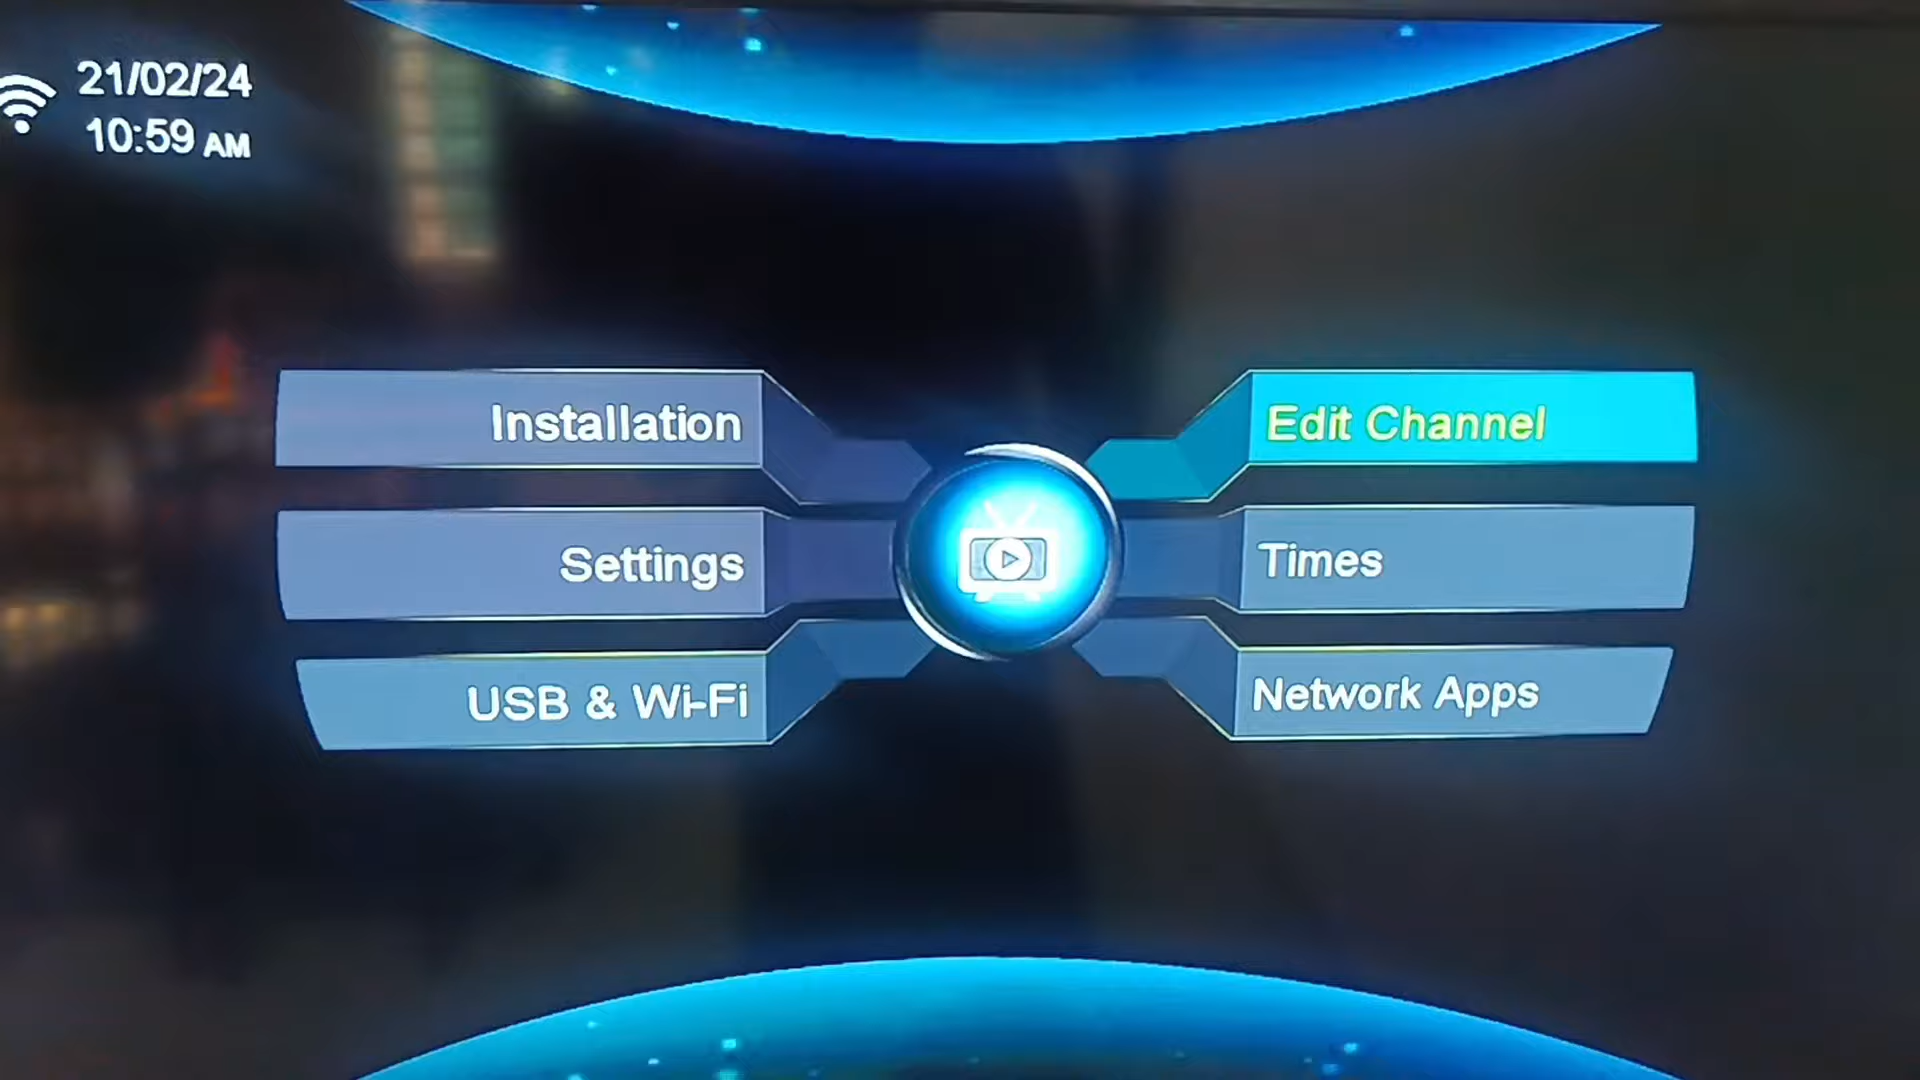 21/02/24
10:59 AM
Installation
Edit Channel
Settings
Times
USB & Wi-Fi
Network Apps